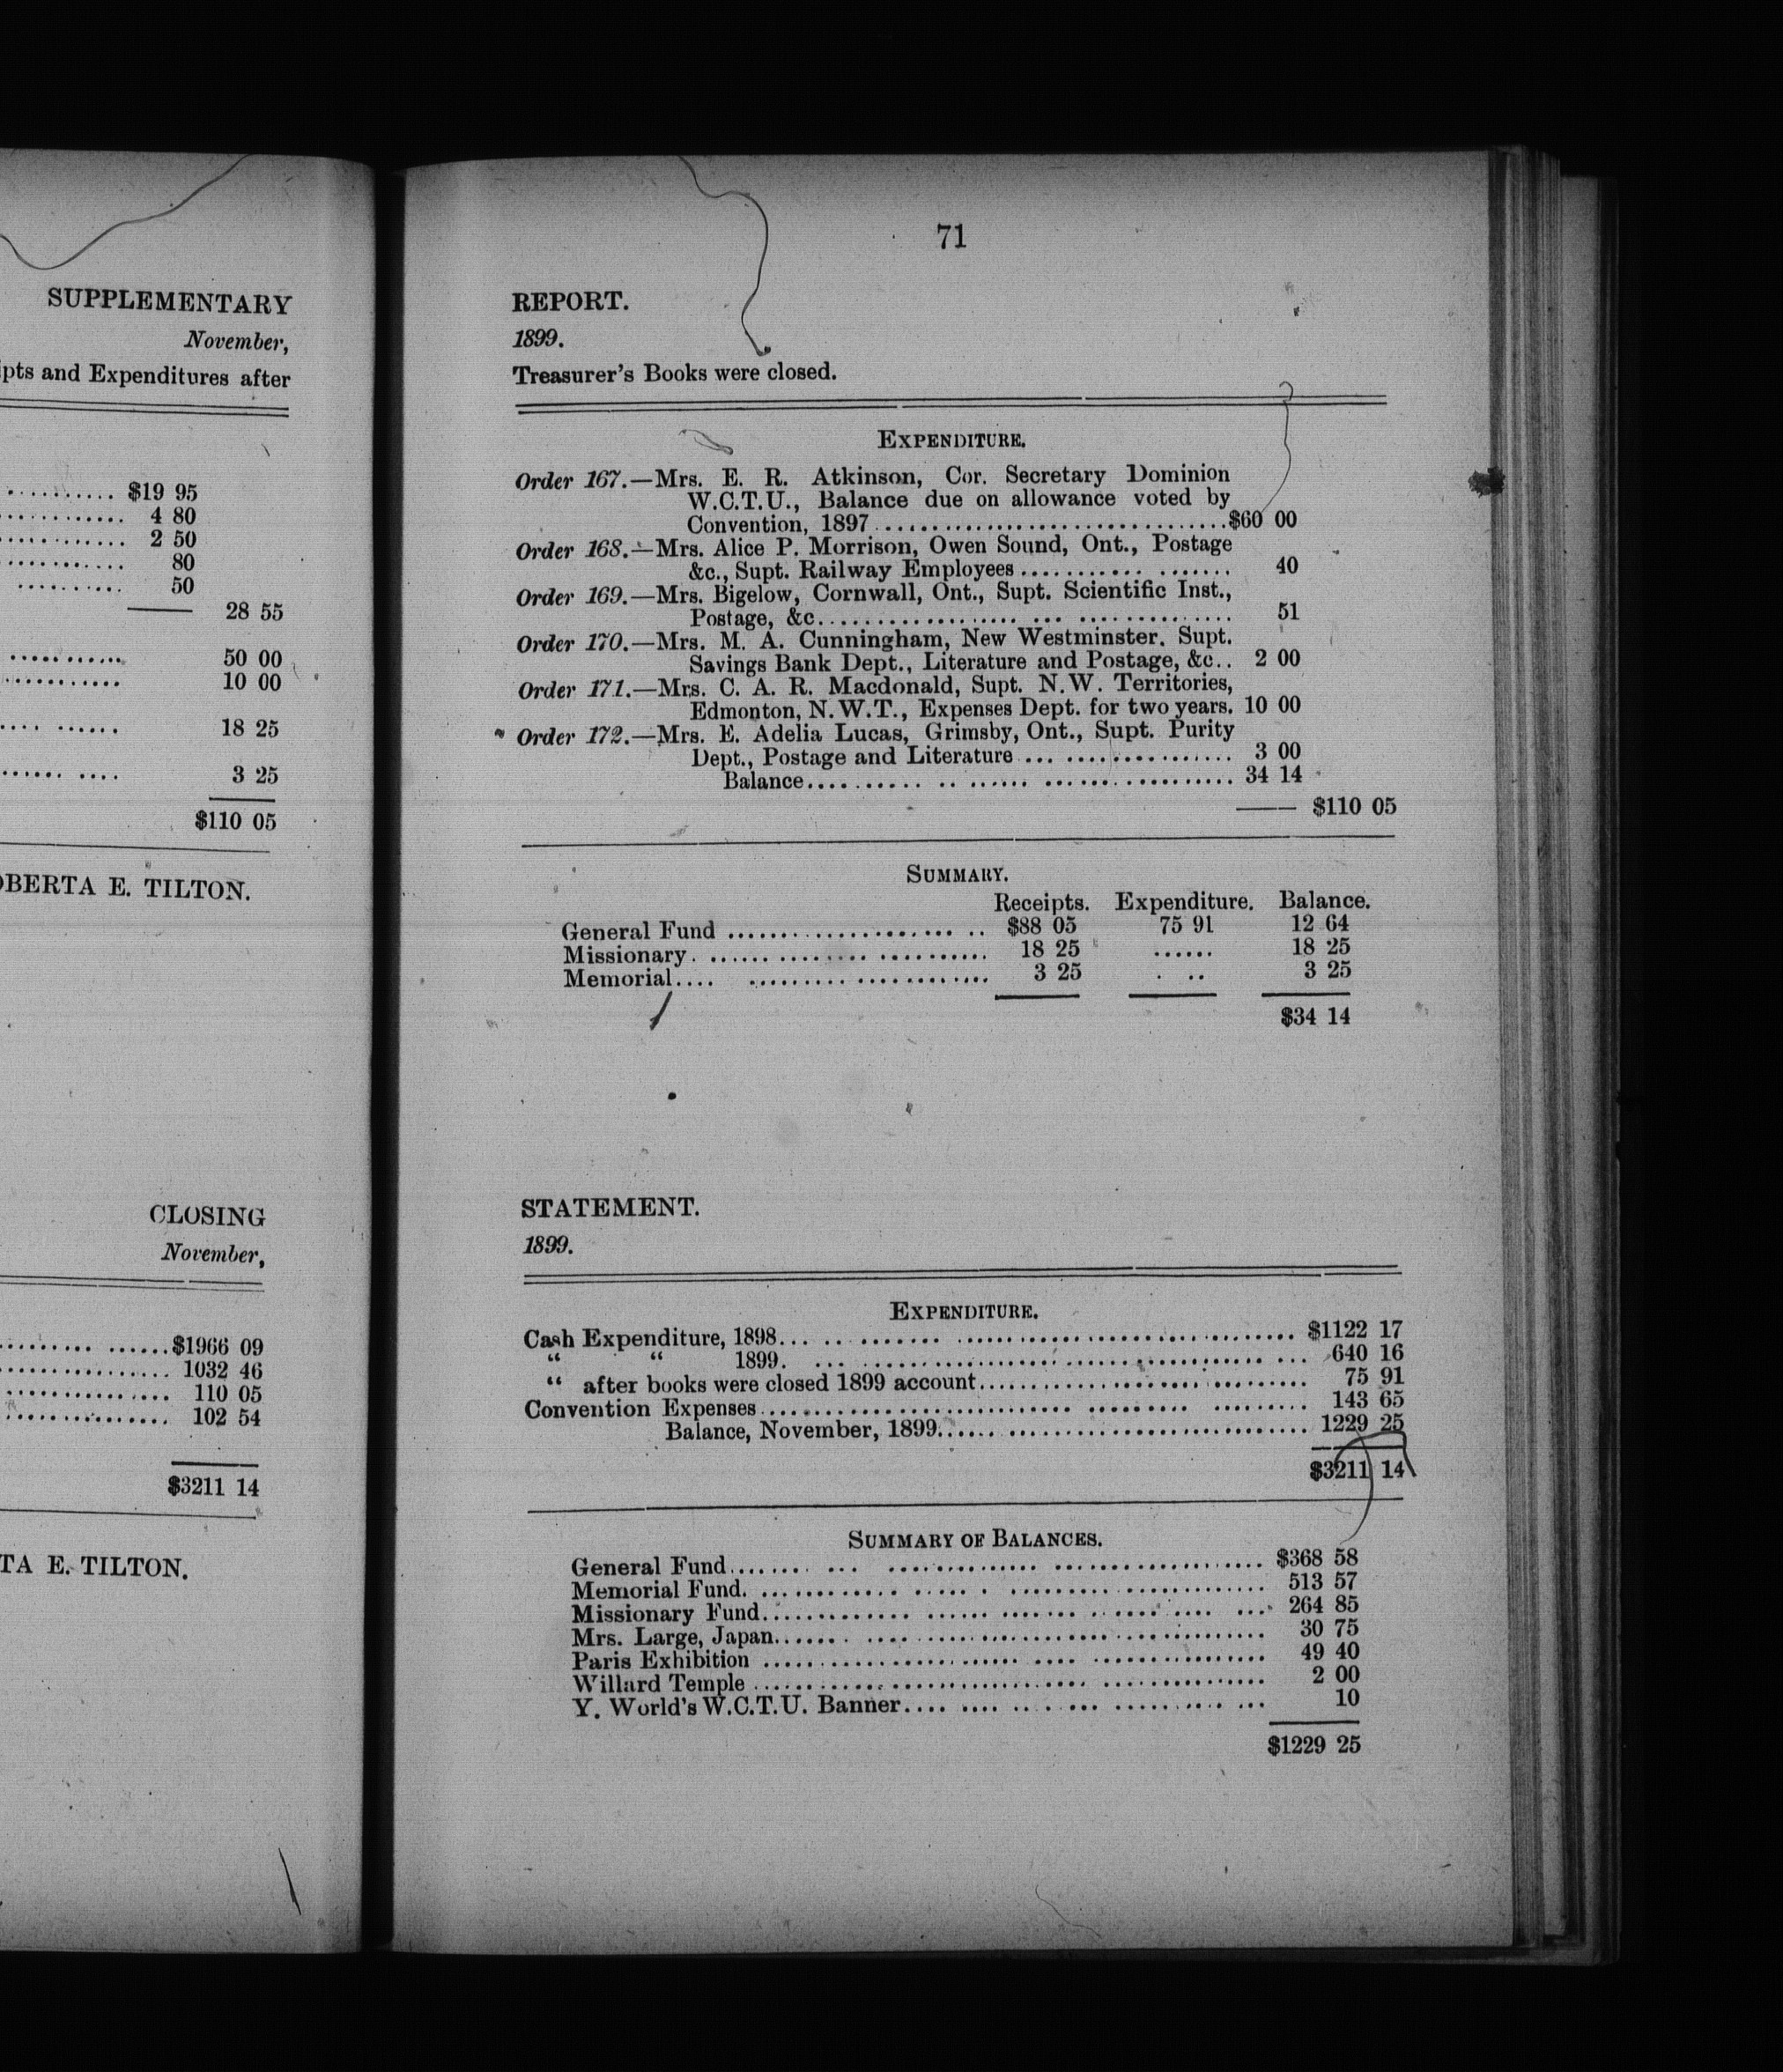 SUPPLEMENTARY
November,
pts and Expenditures after
.......... $19 95
............ 4 80
............ 2 50
........... 80
.......... 50
28 55
........... 50 00
........... 10 00
.... ...... 18 25
...... .... 3 25
$110 05
OBERTA E. TILTON.
CLOSING
November,
......... ......$1966 09
.............. 1032 46
............... 110 05
............... 102 54
$3211 14
TA E. TILTON.
71
REPORT.
1899.
Treasurer's Books were closed.
EXPENDITURE.
Order 167.—Mrs. E. R. Atkinson, Cor. Secretary Dominion
W.C.T.U., Balance due on allowance voted by
Convention, 1897.................................$60 00
Order 168.—Mrs. Alice P. Morrison, Owen Sound, Ont., Postage
&c., Supt. Railway Employees............ ....... 40
Order 169.—Mrs. Bigelow, Cornwall, Ont., Supt. Scientific Inst.,
Postage, &c................... ... .............. 51
Order 170.—Mrs. M. A. Cunningham, New Westminster. Supt.
Savings Bank Dept., Literature and Postage, &c.. 2 00
Order 171.—Mrs. C. A. R. Macdonald, Supt. N.W. Territories,
Edmonton, N.W.T., Expenses Dept. for two years. 10 00
Order 172.—Mrs. E. Adelia Lucas, Grimsby, Ont., Supt. Purity
Dept., Postage and Literature ... ................ 3 00
Balance.......... .. ...... ................... 34 14
$110 05
SUMMARY.
Receipts. Expenditure. Balance.
General Fund ..................... .. $88 05 75 91 12 64
Missionary. ...... ......... .......... 18 25 ...... 18 25
Memorial.... ......... ............. 3 25 . .. 3 25
$34 14
STATEMENT.
1899.
EXPENDITURE.
Cash Expenditure, 1898... .. ....... .................................. $1122 17
“ “ 1899. ... ....................................... ... 640 16
“ after books were closed 1899 account................................. 75 91
Convention Expenses.............................. ......... ......... 143 65
Balance, November, 1899...... .............................. 1229 25
$3211 14
SUMMARY OF BALANCES.
General Fund....... ... ............... ..................... $368 58
Memorial Fund. ............ ..... . ......... .............. 513 57
Missionary Fund............. ...... ....... .. ..... .... .... 264 85
Mrs. Large, Japan...... . .... ............................... 30 75
Paris Exhibition ......................... .... ................ 49 40
Willard Temple ............................... ............... 2 00
Y. World's W.C.T.U. Banner.... .... .. . ... ......... .. ... 10
$1229 25